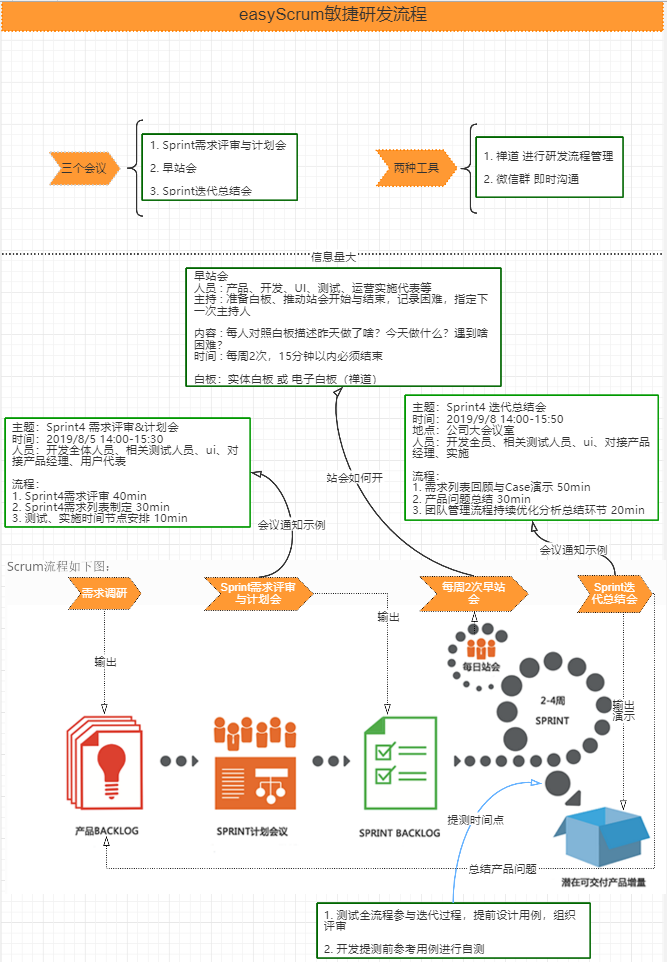 easyScrum敏捷研发流程
三个会议
1. Sprint需求评审与计划会
2. 早站会
3. Sprint迭代总结会
两种工具
1. 禅道 进行研发流程管理
2. 微信群 即时沟通
信息量大
早站会
人员：产品、开发、UI、测试、运营实施代表等
主持：准备白板、推动站会开始与结束，记录困难，指定下
一次主持人
内容：每人对照白板描述昨天做了啥？今天做什么？遇到啥
困难？
时间：每周2次，15分钟以内必须结束
白板：实体白板 或 电子白板（禅道）
主题：Sprint4 需求评审&计划会
时间：2019/8/5 14:00-15:30
人员：开发全体人员、相关测试人员、ui、对
接产品经理、用户代表
流程：
1. Sprint4需求评审 40min
2. Sprint4需求列表制定 30min
3. 测试、实施时间节点安排 10min
主题：Sprint4 迭代总结会
时间：2019/9/8 14:00-15:50
地点：公司大会议室
人员：开发全员、相关测试人员、ui、对接产品
经理、实施
流程：
1. 需求列表回顾与Case演示 50min
2. 产品问题总结 30min
3. 团队管理流程持续优化分析总结环节 20min
站会如何开
会议通知示例
会议通知示例
Scrum流程如下图：
需求调研
Sprint需求评审
与计划会
每周2次早站
会
Sprint迭
代总结会
输出
输出
每日站会
2-4周
SPRINT
输出
演示
产品BACKLOG
SPRINT计划会议
SPRINT BACKLOG
提测时间点
总结产品问题
潜在可交付产品增量
1. 测试全流程参与迭代过程，提前设计用例，组织
评审
2. 开发提测前参考用例进行自测